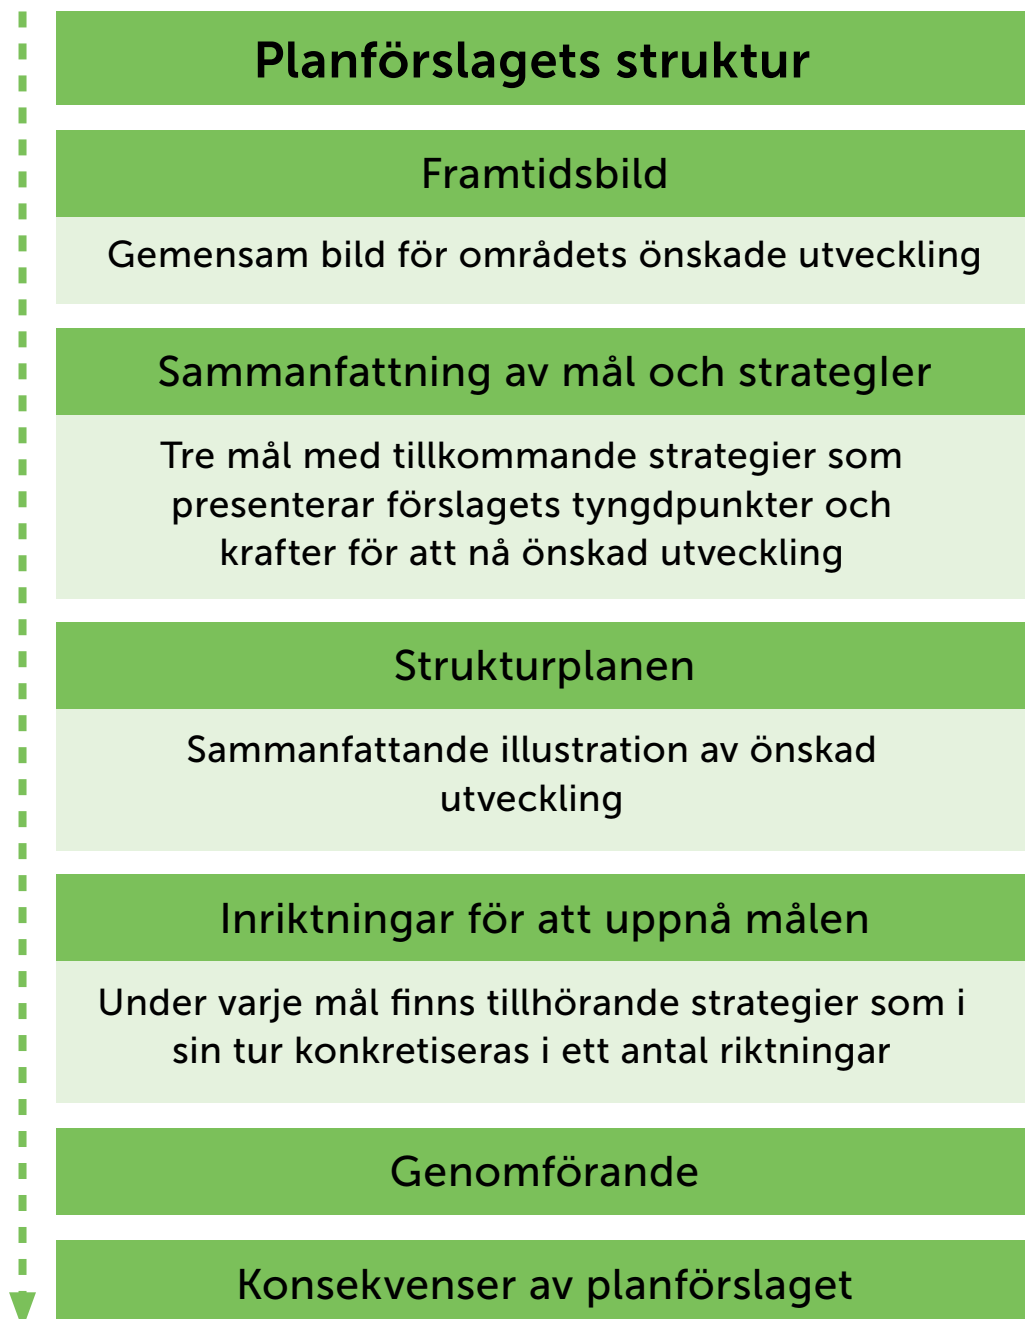 Planförslagets struktur
Framtidsbild
Gemensam bild för områdets önskade utveckling
Sammanfattning av mål och strategIer
Tre mål med tillkommande strategier som
presenterar förslagets tyngdpunkter och
krafter för att nå önskad utveckling
Strukturplanen
Sammanfattande illustration av önskad
utveckling
Inriktningar för att uppnå målen
Under varje mål finns tillhörande strategier som i
sin tur konkretiseras i ett antal riktningar
Genomförande
Konsekvenser av planförslaget